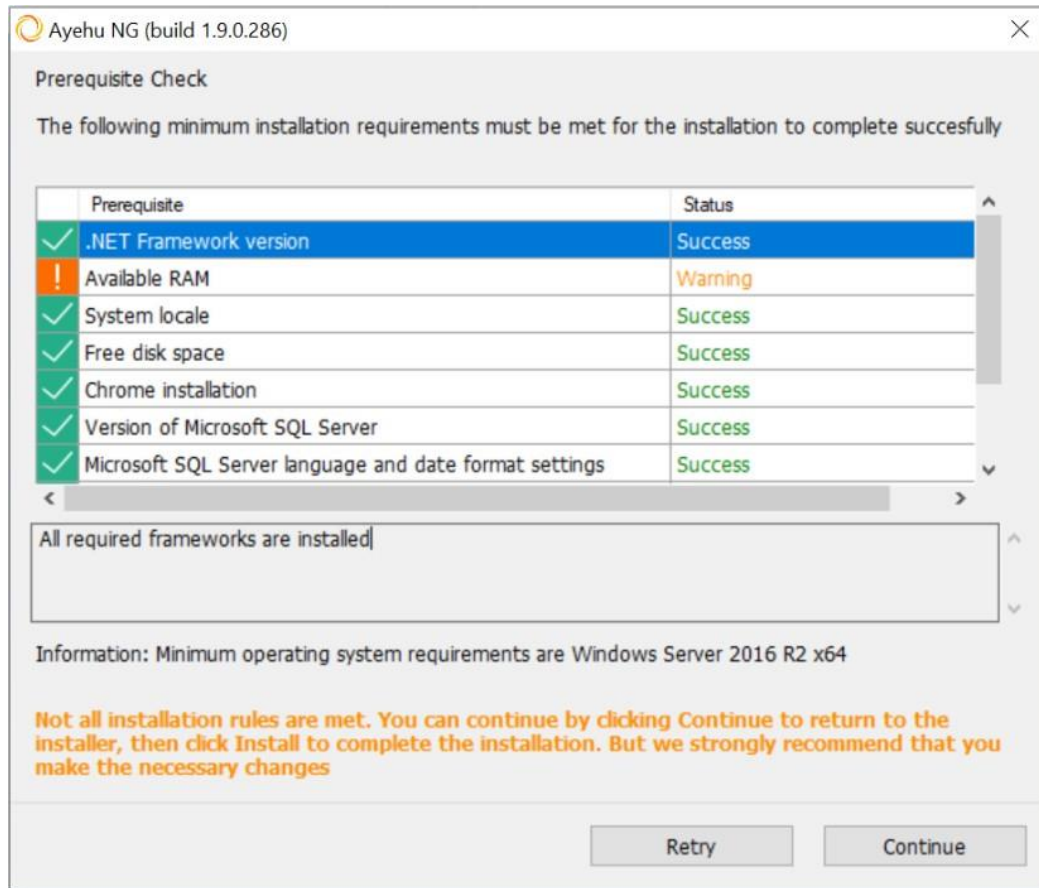 Ayehu NG (build 1.9.0.286)
Prerequisite Check
The following minimum installation requirements must be met for the installation to complete succesfully
Prerequisite Status
.NET Framework version Success
Available RAM Warning
System locale Success
Free disk space Success
Chrome installation Success
Version of Microsoft SQL Server Success
Microsoft SQL Server language and date format settings Success
All required frameworks are installed
Information: Minimum operating system requirements are Windows Server 2016 R2 x64
Not all installation rules are met. You can continue by clicking Continue to return to the
installer, then click Install to complete the installation. But we strongly recommend that you
make the necessary changes
Retry Continue